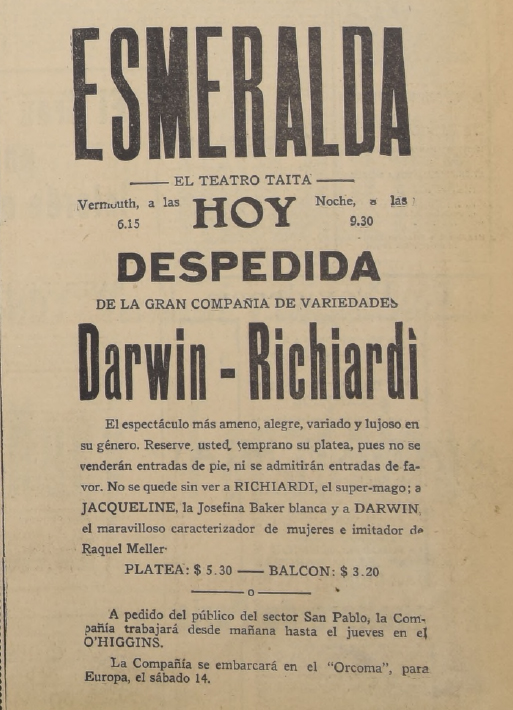 ESMERALDA
EL TEATRO TAITA
Vermouth, a las
6.15
HOY
Noche, a las
9.30
DESPEDIDA
DE LA GRAN COMPAÑIA DE VARIEDADES
Darwin - Richiardi
El espectáculo más ameno, alegre, variado y lujoso en
su género. Reserve usted temprano su platea, pues no se
venderán entradas de pie, ni se admitirán entradas de fa-
vor. No se quede sin ver a RICHIARDI, el super-mago; a
JACQUELINE, la Josefina Baker blanca y a DARWIN
el maravilloso caracterizador de mujeres e imitador de
Raquel Meller
PLATEA: $ 5.30 — BALCON: $ 3.20
o
A pedido del público del sector San Pablo, la Com-
pañía trabajará desde mañana hasta el jueves en el
O'HIGGINS.
La Compañía se embarcará en el "Orcoma", para
Europa, el sábado 14.